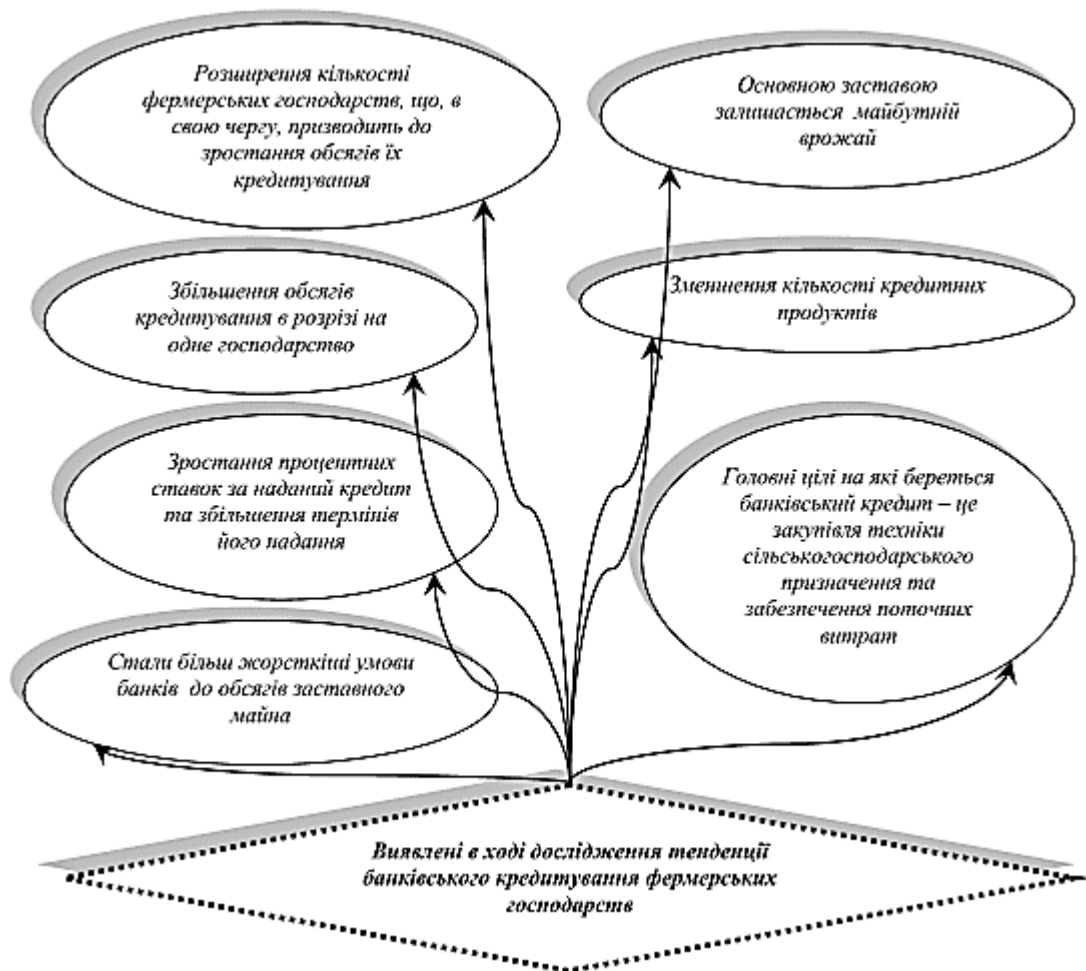 Розширення кількості
фермерських господарств, що, в
свою чергу, призводить до
зростання обсягів їх
кредитування
Основною заставою
залишається майбутній
врожай
Збільшення обсягів
кредитування в розрізі на
одне господарство
Зменшення кількості кредитних
продуктів
Зростання процентних
ставок за наданий кредит
та збільшення термінів
його надання
Головні цілі на які береться
банківський кредит – це
закупівля техніки
сільськогосподарського
призначення та
забезпечення поточних
витрат
Стали більш жорсткіші умови
банків до обсягів заставного
майна
Виявлені в ході дослідження тенденції
банківського кредитування фермерських
господарств